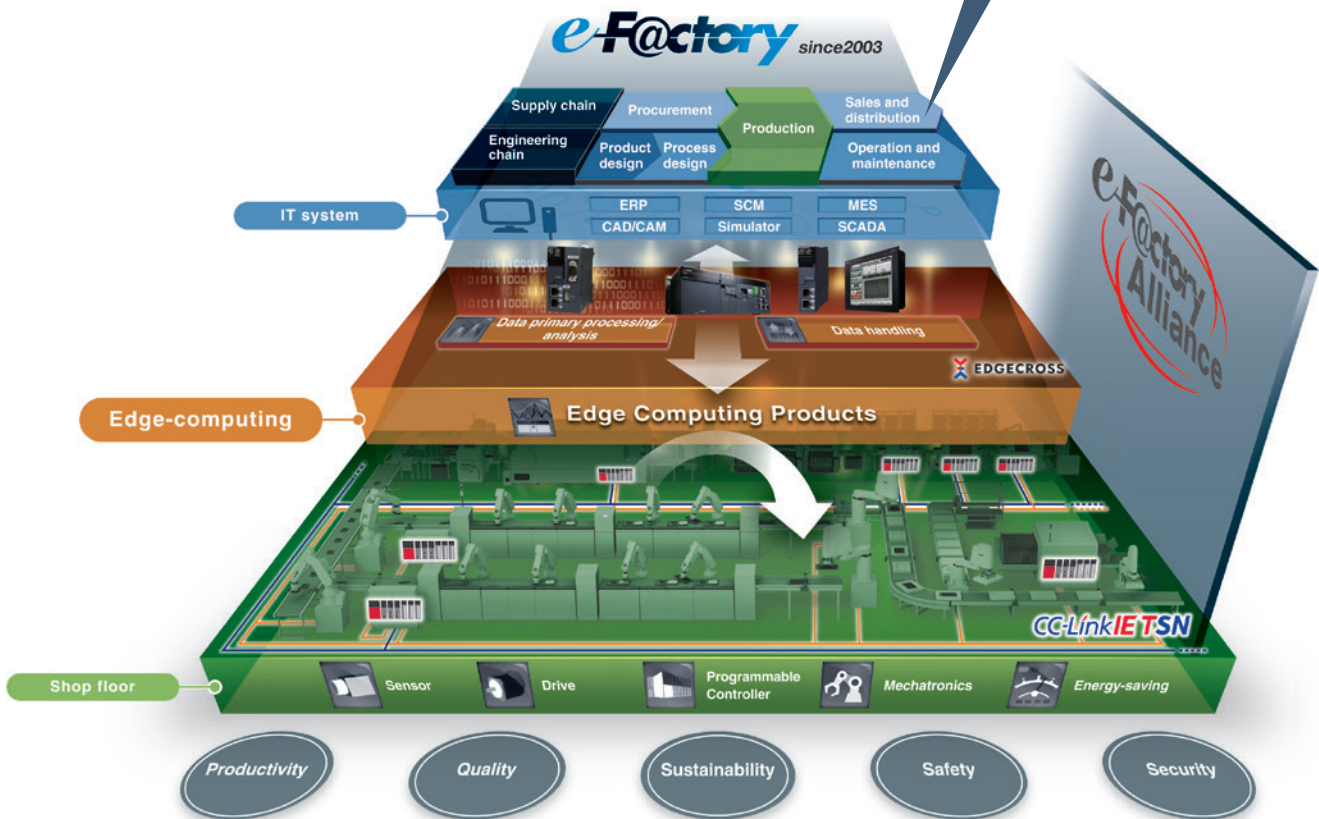 e-F@ctory since2003
Supply chain
Procurement
Production
Sales and
distribution
Engineering
chain
Product
design
Process
design
Operation and
maintenance
IT system
ERP
SCM
MES
CAD/CAM
Simulator
SCADA
e-F@ctory
Alliance
Data primary processing/
analysis
Data handling
EDGECROSS
Edge-computing
Edge Computing Products
CC-Link IE TSN
Shop floor
Sensor
Drive
Programmable
Controller
Mechatronics
Energy-saving
Productivity
Quality
Sustainability
Safety
Security